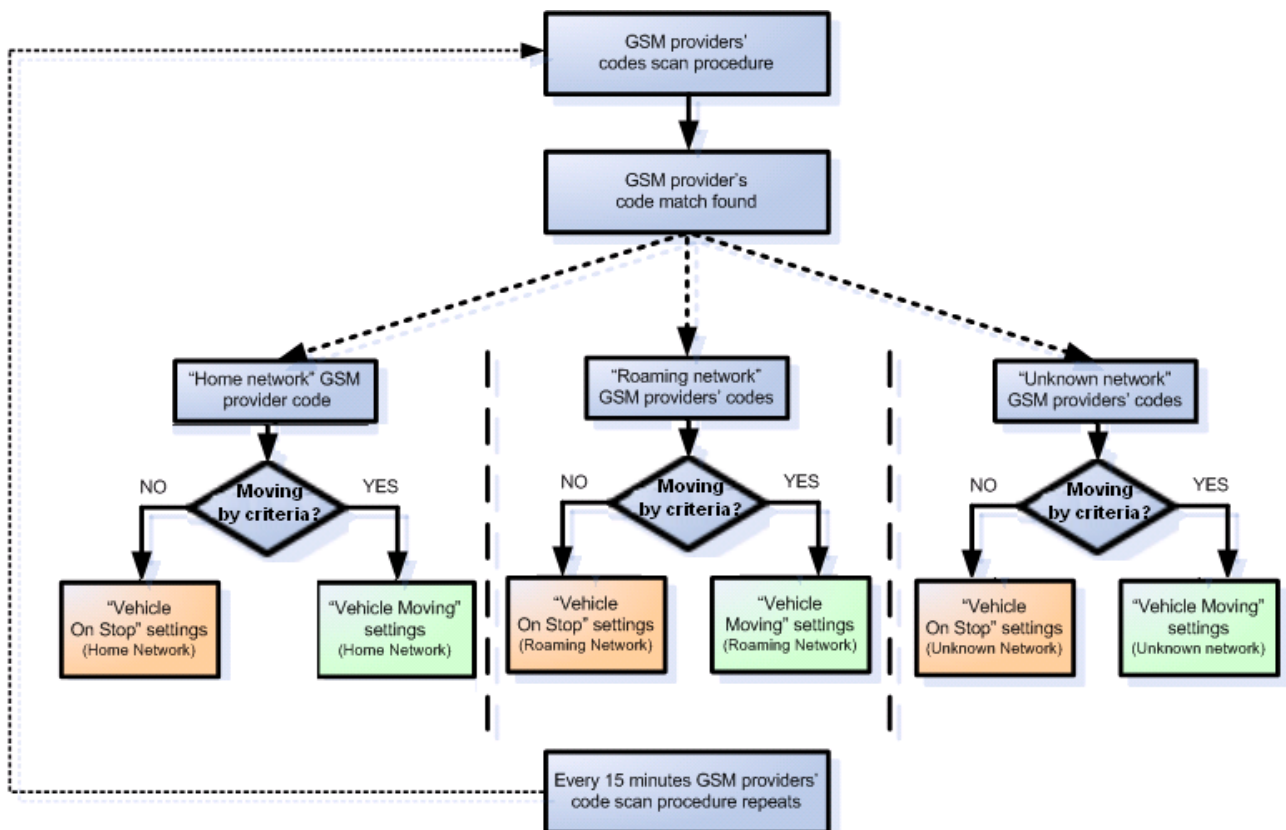 GSM providers'
codes scan procedure
GSM provider's
code match found
"Home network" GSM
provider code
"Roaming network"
GSM providers' codes
"Unknown network"
GSM providers' codes
NO
Moving
by criteria?
YES
NO
Moving
by criteria?
YES
NO
Moving
by criteria?
YES
"Vehicle
On Stop" settings
(Home Network)
"Vehicle Moving"
settings
(Home Network)
"Vehicle
On Stop" settings
(Roaming Network)
"Vehicle
Moving" settings
(Roaming Network)
"Vehicle
On Stop" settings
(Unknown Network)
"Vehicle Moving"
settings
(Unknown network)
Every 15 minutes GSM providers'
code scan procedure repeats